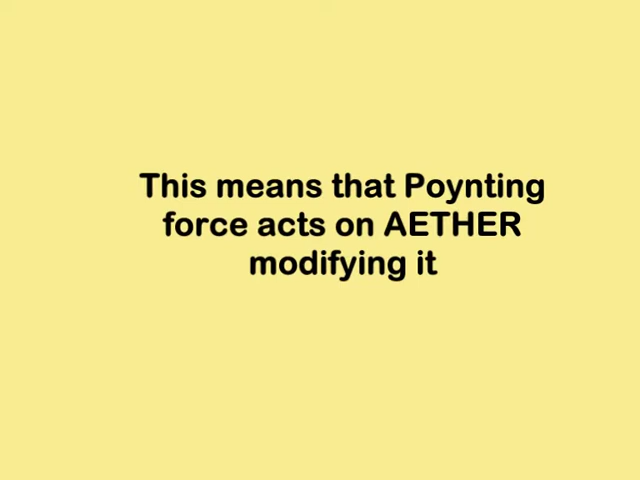 This means that Poynting
force acts on AETHER
modifying it